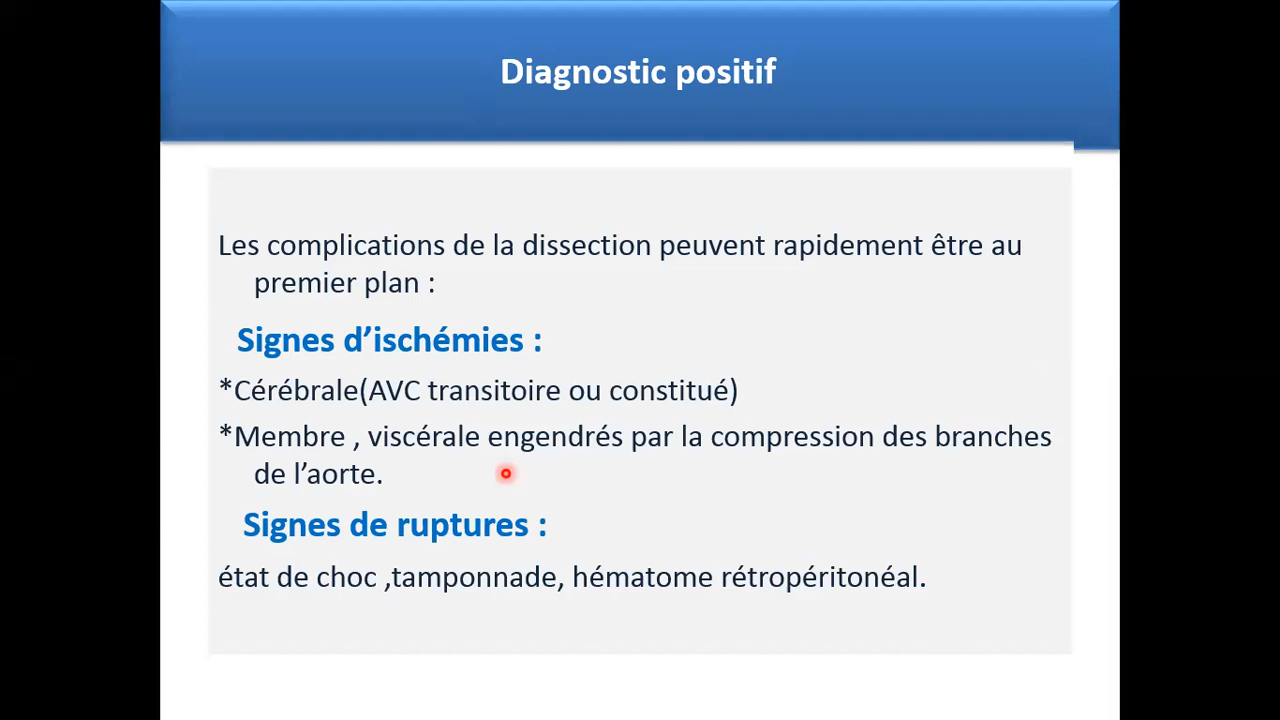 Diagnostic positif
Les complications de la dissection peuvent rapidement être au
premier plan :
Signes d’ischémies :
*Cérébrale(AVC transitoire ou constitué)
*Membre , viscérale engendrés par la compression des branches
de l’aorte.
Signes de ruptures :
état de choc ,tamponnade, hématome rétropéritonéal.